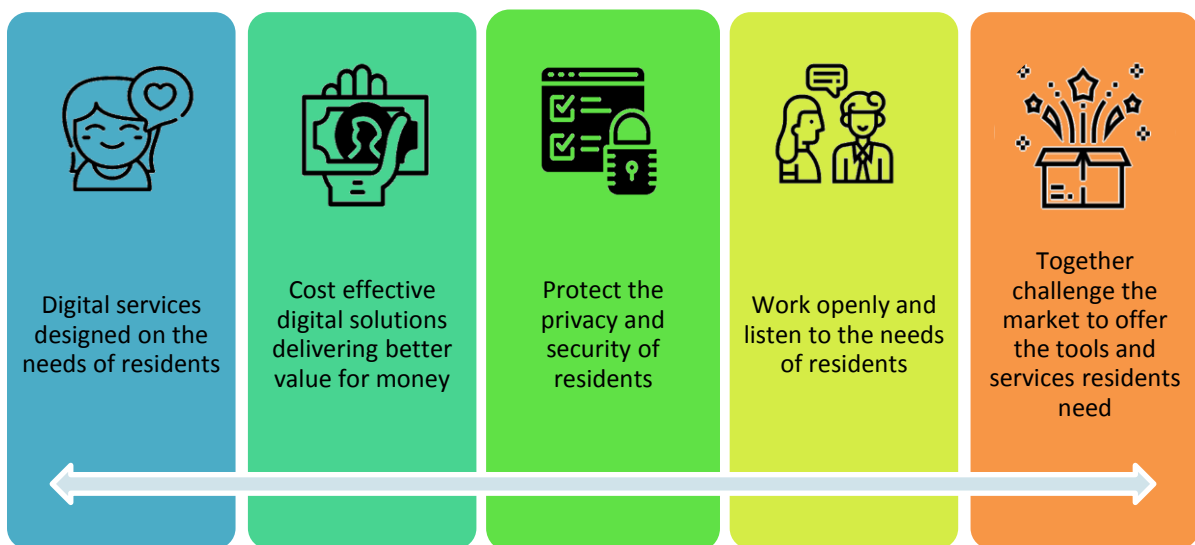 Digital services
designed on the
needs of residents
Cost effective
digital solutions
delivering better
value for money
Protect the
privacy and
security of
residents
Work openly and
listen to the needs
of residents
Together
challenge the
market to offer
the tools and
services residents
need